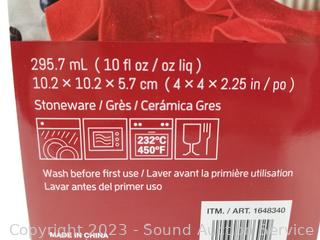 295.7 mL ( 10 fl oz / oz liq )
10.2 × 10.2 × 5.7 cm ( 4 × 4 × 2.25 in / po )
Stoneware / Grès / Cerámica Gres
232°C
450°F
Wash before first use / Laver avant la première utilisation
Lavar antes del primer uso
ITM. / ART. 1648340
Copyright 2023 - Sound Auction Service
MADE IN CHINA